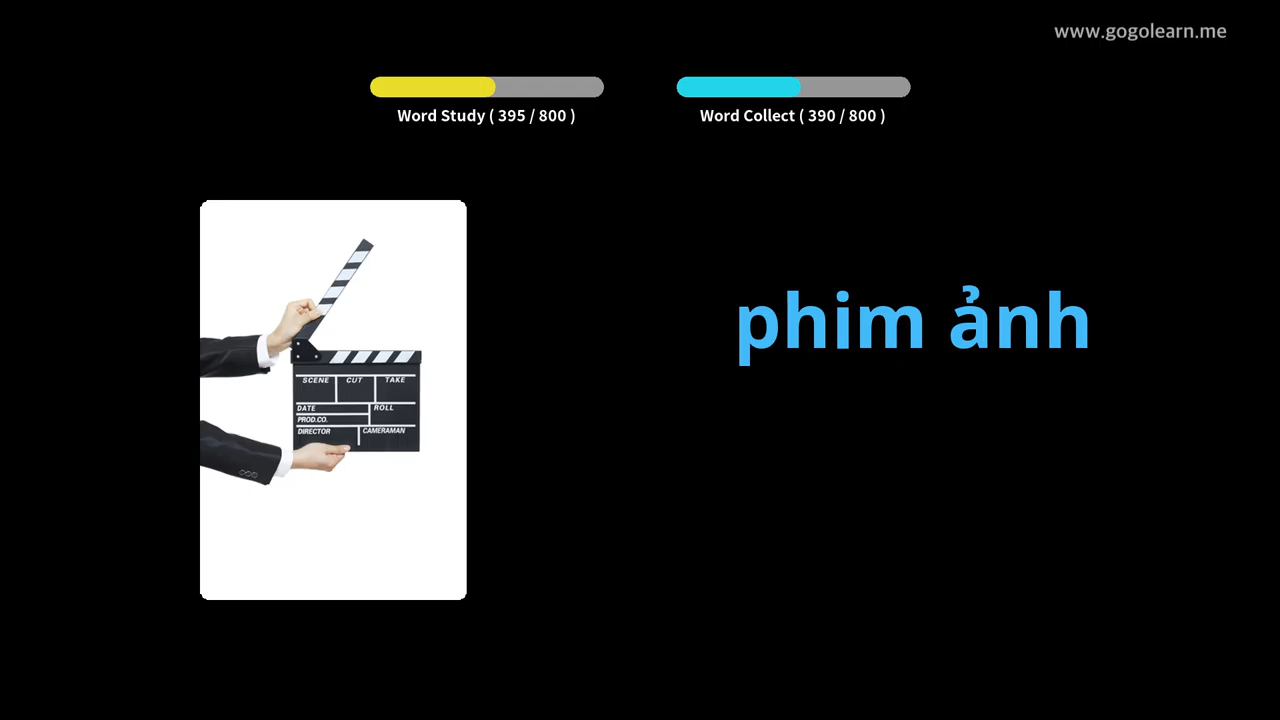 www.gogolearn.me
Word Study ( 395 / 800 )
Word Collect ( 390 / 800 )
phim ảnh
SCENE CUT TAKE
DATE ROLL
PROD.CO.
DIRECTOR CAMERAMAN